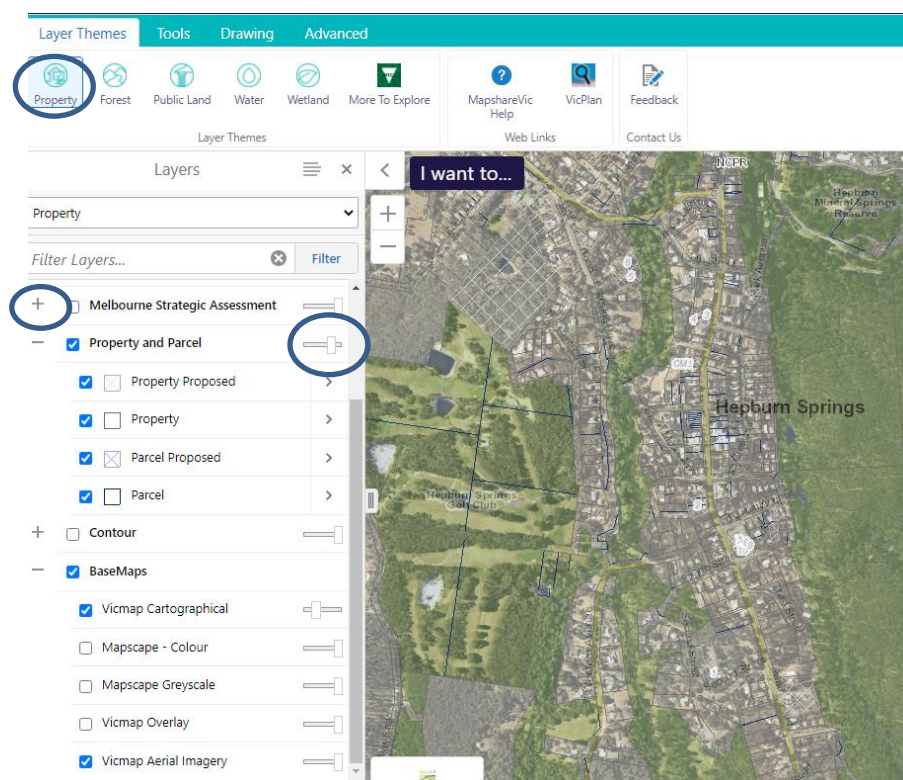 Layer Themes Tools Drawing Advanced
Property Forest Public Land Water Wetland More To Explore MapshareVic Help VicPlan Feedback
Layer Themes Web Links Contact Us
Layers
I want to...
Property
Filter Layers... Filter
Melbourne Strategic Assessment
Property and Parcel
Property Proposed
Property
Parcel Proposed
Parcel
Contour
BaseMaps
Vicmap Cartographical
Mapscape - Colour
Mapscape Greyscale
Vicmap Overlay
Vicmap Aerial Imagery
NCPR
Hepburn
Mineral Springs
Reserve
CM1
Hepburn Springs
Hepburn Springs
Golf Club